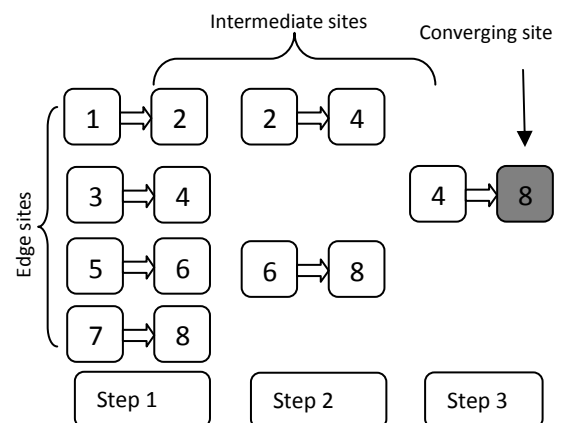 Intermediate sites
Converging site
Edge sites
1 2 2 4
3 4
4 8
5 6 6 8
7 8
Step 1 Step 2 Step 3